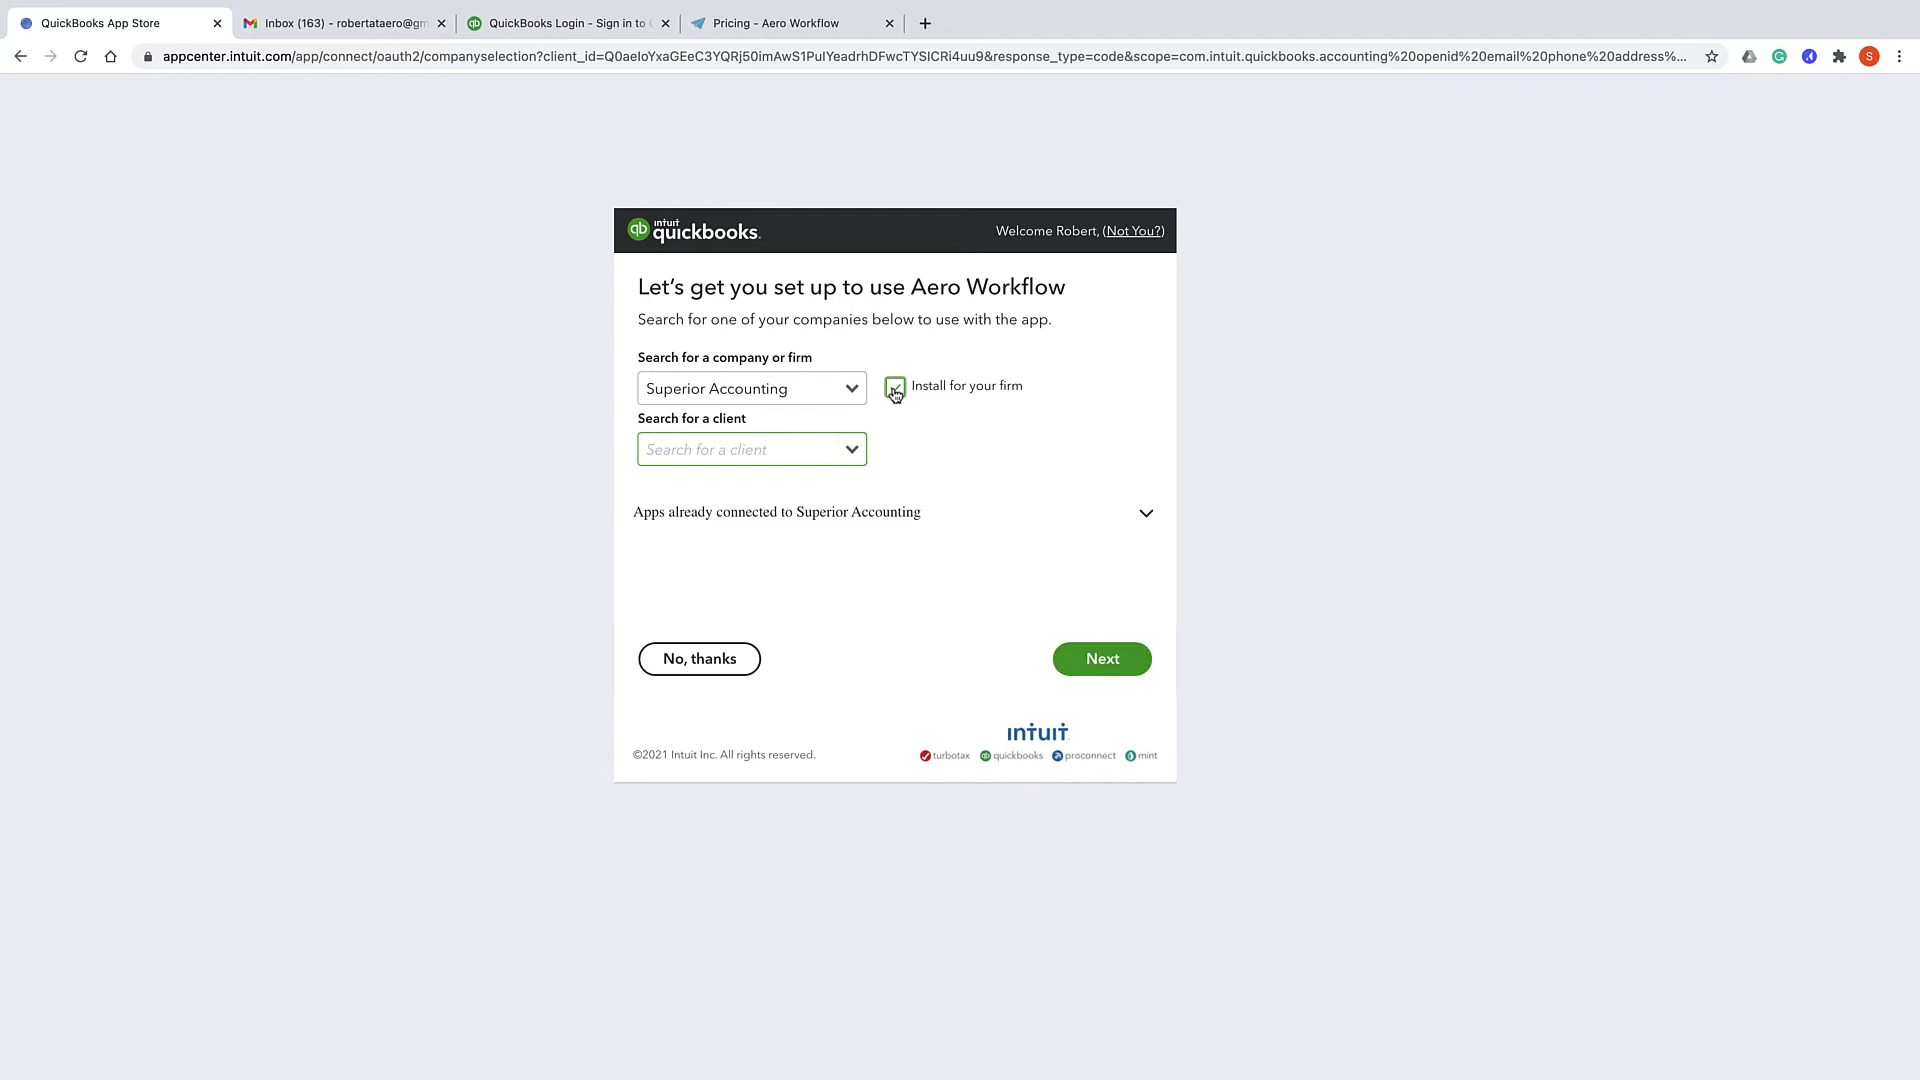 QuickBooks App Store
Inbox (163) - robertataero@gm
QuickBooks Login - Sign in to
Pricing - Aero Workflow
appcenter.intuit.com/app/connect/oauth2/companyselection?client_id=Q0aeIoYxaGEeC3YQRj50imAwS1PuIYeadrhDFwcTYSlCRi4uu9&response_type=code&scope=com.intuit.quickbooks.accounting%20openid%20email%20phone%20address%...
S
qb intuit quickbooks.
Welcome Robert, (Not You?)
Let’s get you set up to use Aero Workflow
Search for one of your companies below to use with the app.
Search for a company or firm
Superior Accounting
Install for your firm
Search for a client
Search for a client
Apps already connected to Superior Accounting
No, thanks
Next
intuit
©2021 Intuit Inc. All rights reserved.
turbotax qb quickbooks proconnect mint